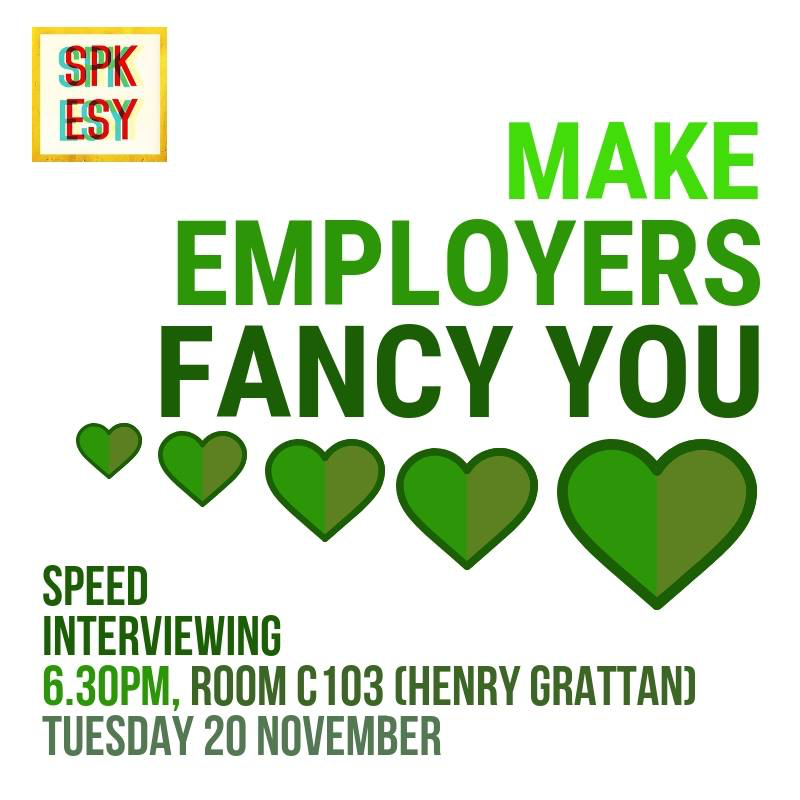 SPK
ESY
MAKE
EMPLOYERS
FANCY YOU
SPEED
INTERVIEWING
6.30PM, ROOM C103 (HENRY GRATTAN)
TUESDAY 20 NOVEMBER